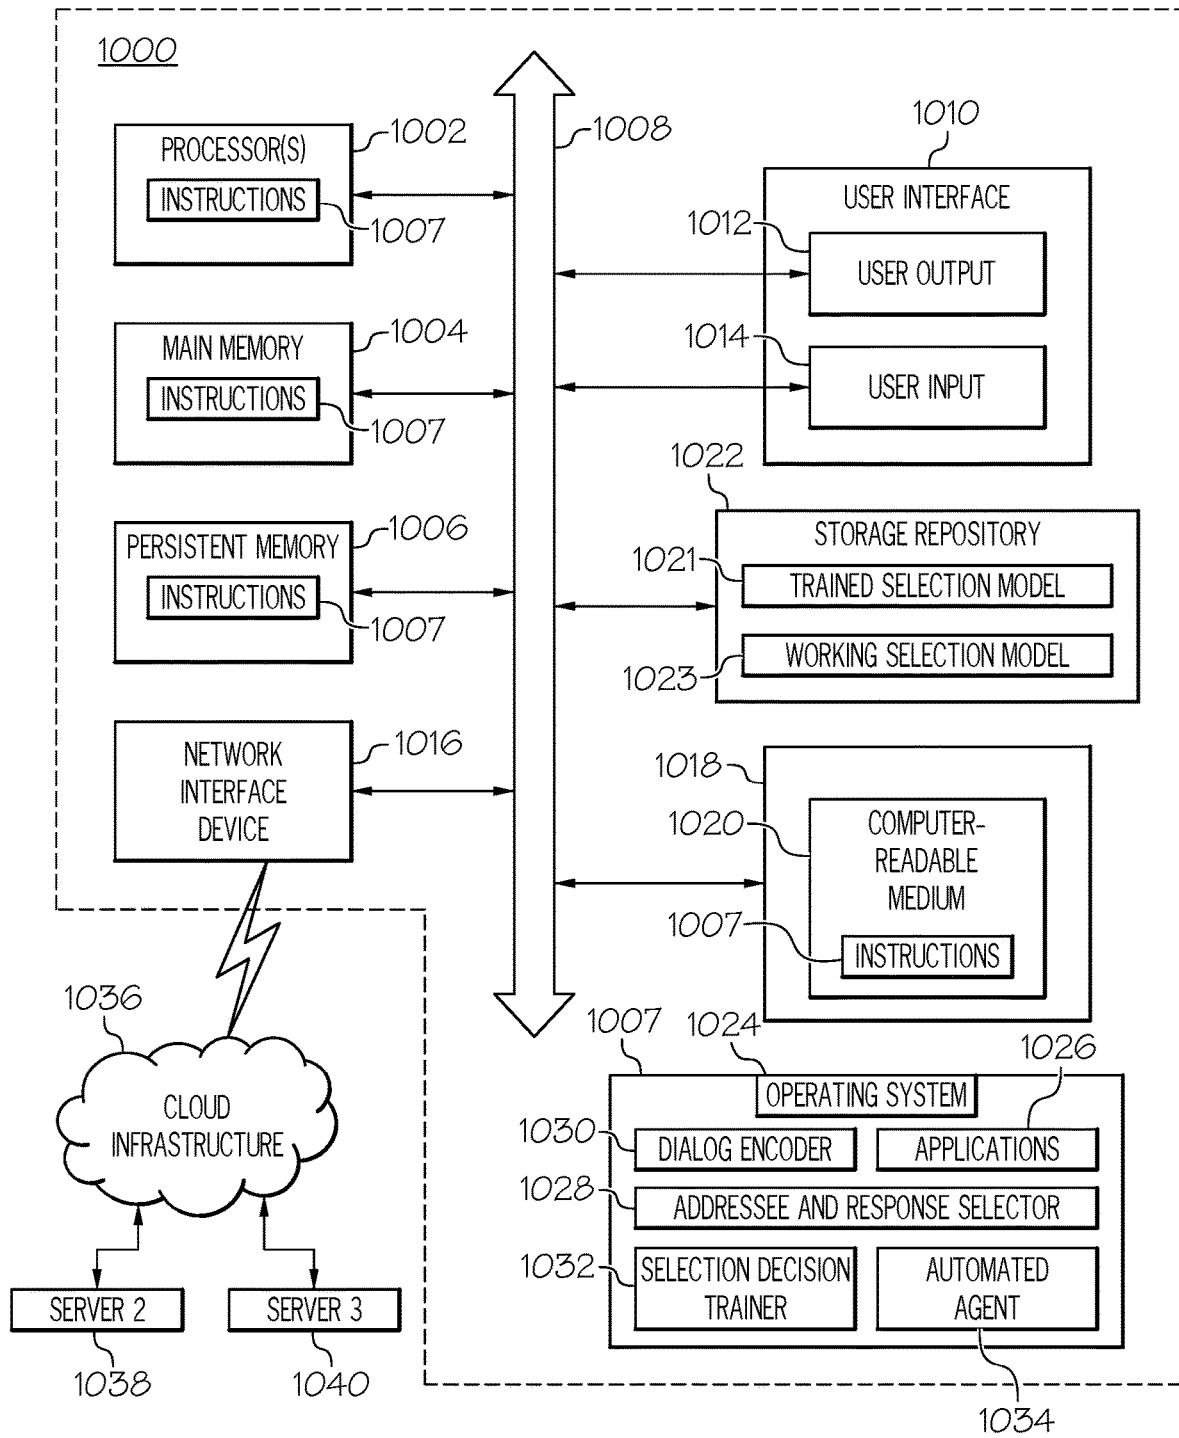 1000
PROCESSOR(S)
1002
INSTRUCTIONS
1007
1008
1010
USER INTERFACE
1012
USER OUTPUT
MAIN MEMORY
1004
INSTRUCTIONS
1007
1014
USER INPUT
PERSISTENT MEMORY
1006
INSTRUCTIONS
1007
1022
STORAGE REPOSITORY
1021
TRAINED SELECTION MODEL
1023
WORKING SELECTION MODEL
NETWORK
INTERFACE
DEVICE
1016
1018
1020
COMPUTER-
READABLE
MEDIUM
1007
INSTRUCTIONS
1036
CLOUD
INFRASTRUCTURE
SERVER 2
1038
SERVER 3
1040
1007
1024
OPERATING SYSTEM
1026
1030
DIALOG ENCODER
APPLICATIONS
1028
ADDRESSEE AND RESPONSE SELECTOR
1032
SELECTION DECISION
TRAINER
AUTOMATED
AGENT
1034